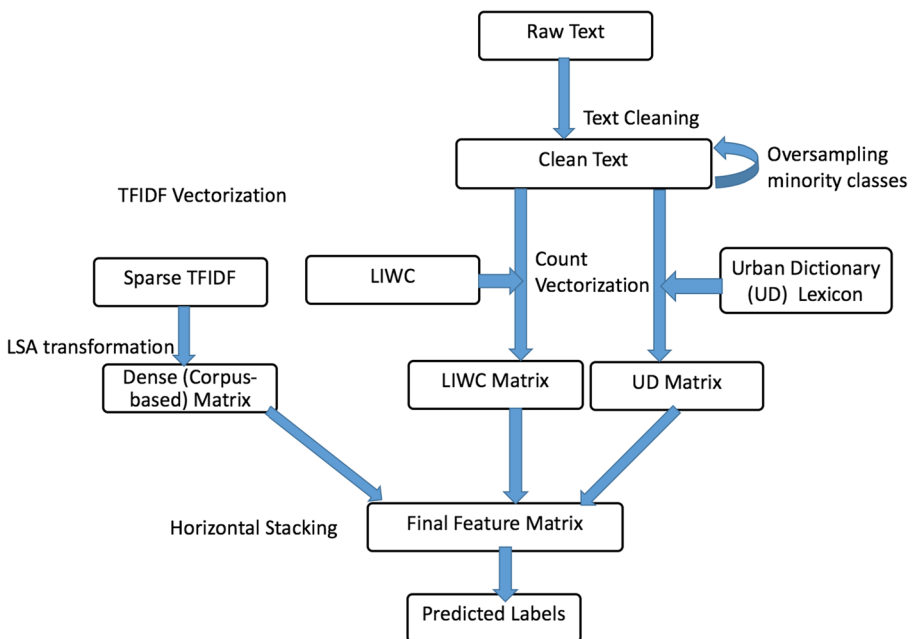 Raw Text
Text Cleaning
Clean Text
Oversampling
minority classes
TFIDF Vectorization
Sparse TFIDF
LIWC
Count
Vectorization
Urban Dictionary
(UD) Lexicon
LSA transformation
Dense (Corpus-
based) Matrix
LIWC Matrix
UD Matrix
Horizontal Stacking
Final Feature Matrix
Predicted Labels